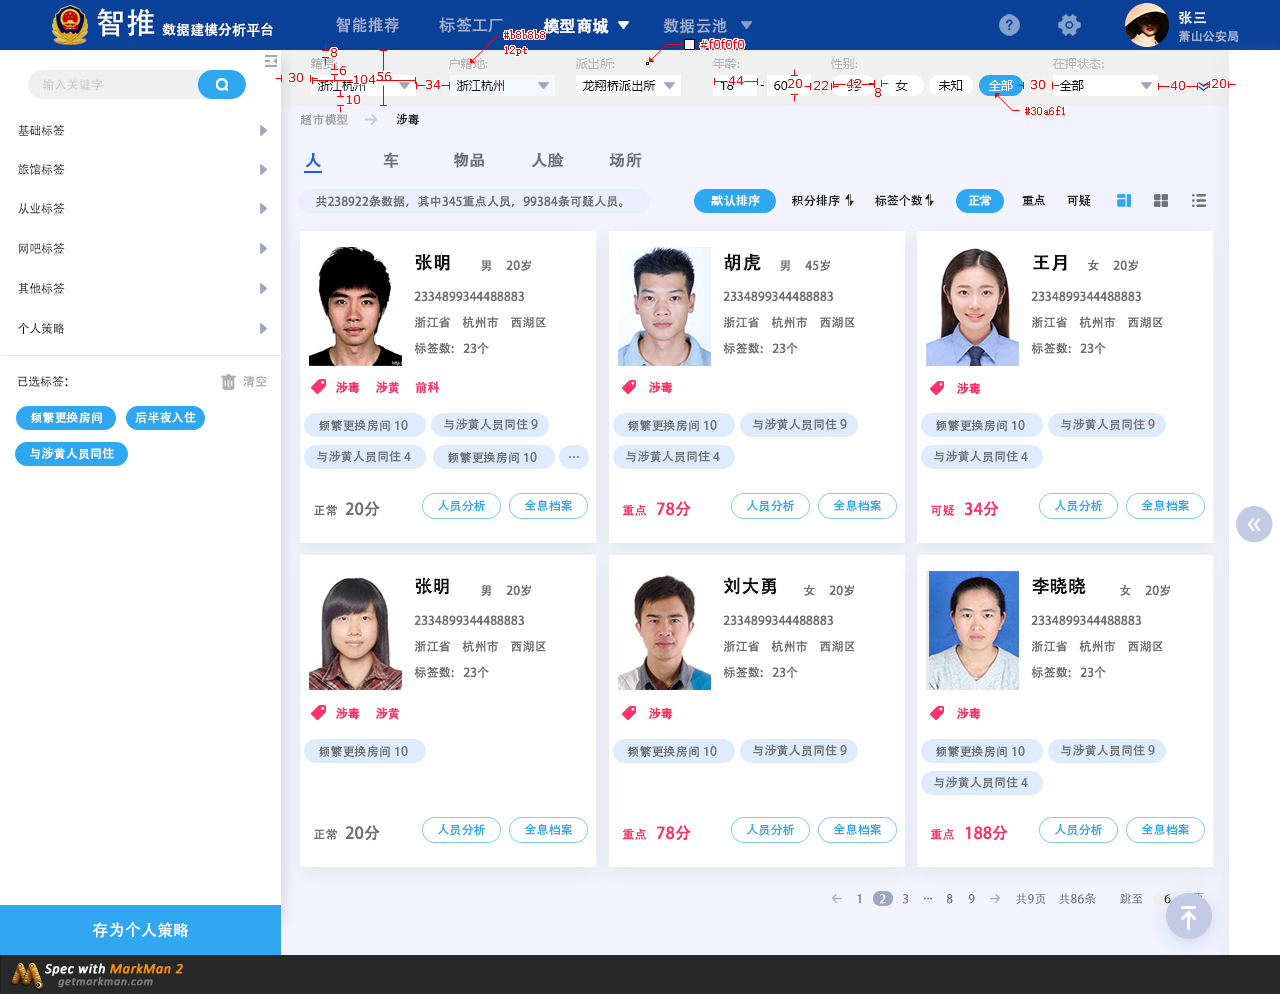 智推 数据建模分析平台 智能推荐 标签工厂 模型商城 数据云池 张三
萧山公安局
#b8b8b8
12pt
#f0f0f0
8 6 30 104 56 10 34 44 20 22 42 8 30 40 20
#30a6f1
籍贯: 户籍地: 派出所: 年龄: 性别: 在押状态:
浙江杭州 浙江杭州 龙翔桥派出所 18 - 60 男 女 未知 全部 全部
输入关键字
基础标签
旅馆标签
从业标签
网吧标签
其他标签
个人策略
已选标签: 清空
频繁更换房间 后半夜入住
与涉黄人员同住
存为个人策略
超市模型 → 涉毒
人 车 物品 人脸 场所
共238922条数据，其中345重点人员，99384条可疑人员。 默认排序 积分排序 标签个数 正常 重点 可疑
张明 男 20岁
2334899344488883
浙江省 杭州市 西湖区
标签数: 23个
涉毒 涉黄 前科
频繁更换房间 10 与涉黄人员同住 9
与涉黄人员同住 4 频繁更换房间 10 ···
正常 20分 人员分析 全息档案
胡虎 男 45岁
2334899344488883
浙江省 杭州市 西湖区
标签数: 23个
涉毒
频繁更换房间 10 与涉黄人员同住 9
与涉黄人员同住 4
重点 78分 人员分析 全息档案
王月 女 20岁
2334899344488883
浙江省 杭州市 西湖区
标签数: 23个
涉毒
频繁更换房间 10 与涉黄人员同住 9
与涉黄人员同住 4
可疑 34分 人员分析 全息档案
张明 男 20岁
2334899344488883
浙江省 杭州市 西湖区
标签数: 23个
涉毒 涉黄
频繁更换房间 10
正常 20分 人员分析 全息档案
刘大勇 女 20岁
2334899344488883
浙江省 杭州市 西湖区
标签数: 23个
涉毒
频繁更换房间 10 与涉黄人员同住 9
重点 78分 人员分析 全息档案
李晓晓 女 20岁
2334899344488883
浙江省 杭州市 西湖区
标签数: 23个
涉毒
频繁更换房间 10 与涉黄人员同住 9
与涉黄人员同住 4
重点 188分 人员分析 全息档案
← 1 2 3 ··· 8 9 → 共9页 共86条 跳至 6 页
Spec with MarkMan 2
getmarkman.com